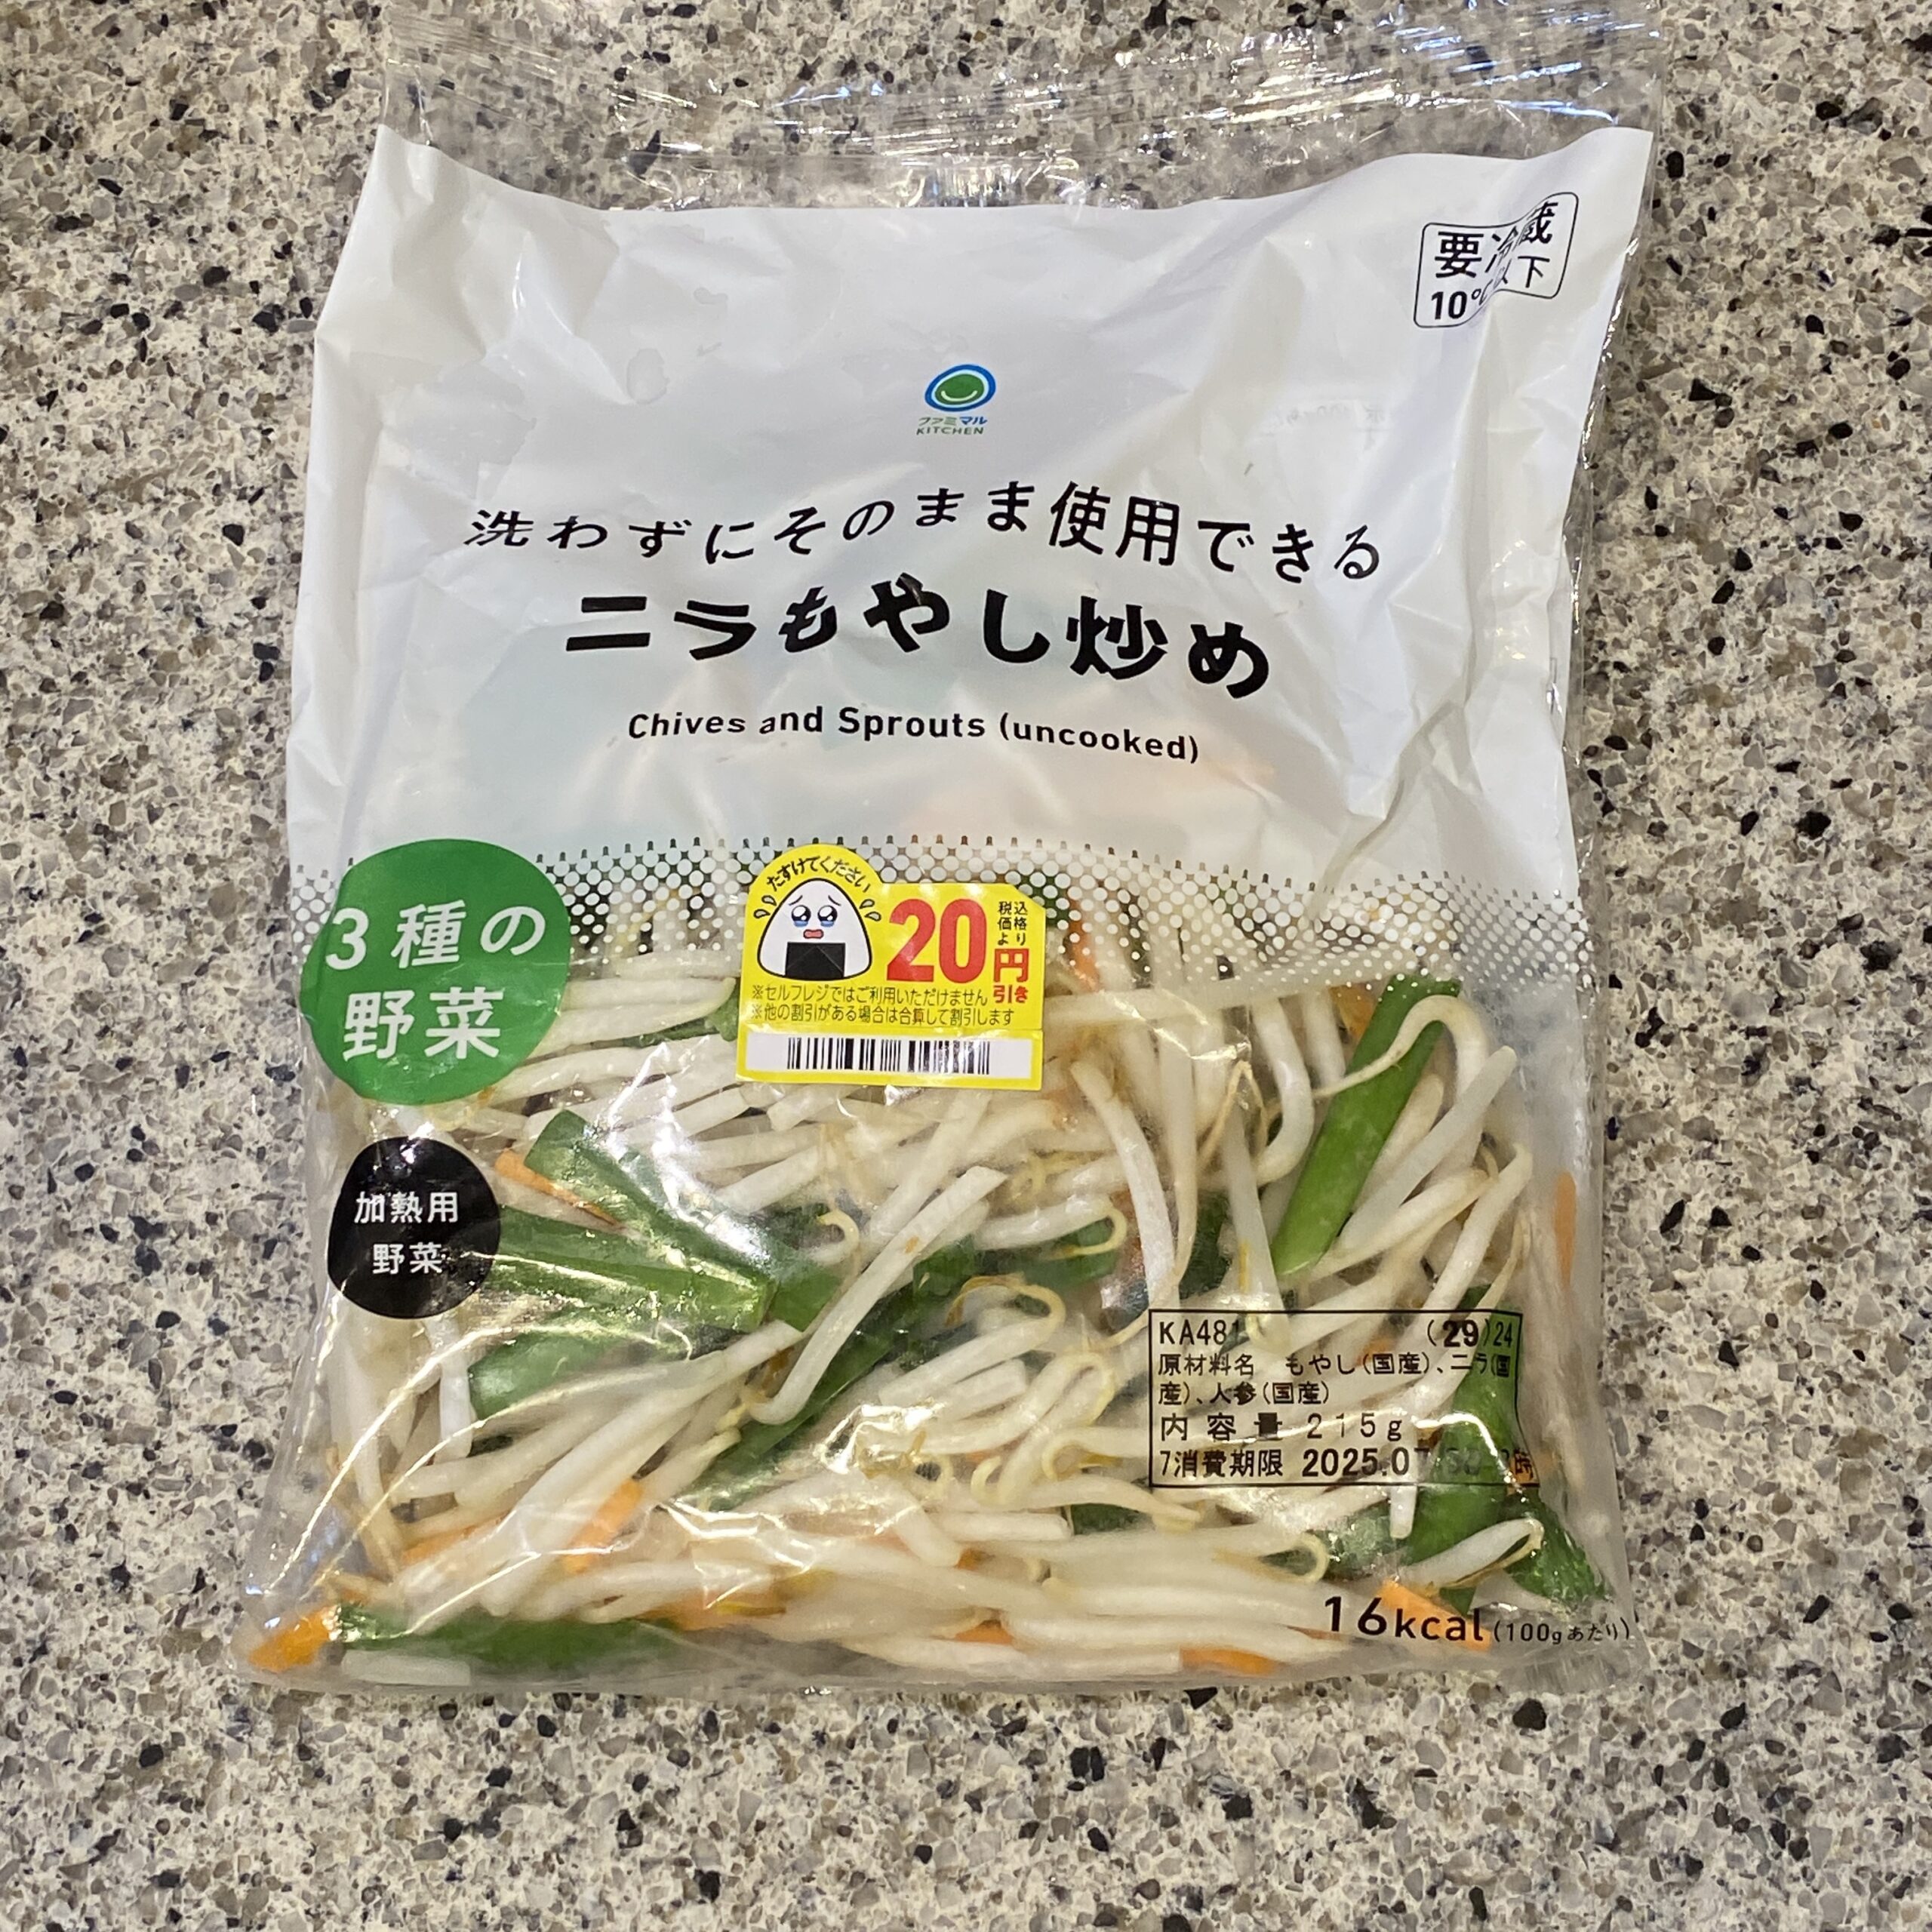 要冷蔵
10℃以下
ファミマル
KITCHEN
洗わずにそのまま使用できる
ニラもやし炒め
Chives and Sprouts (uncooked)
3種の
野菜
たすけてください
20円引き
税込
価格
より
※セルフレジではご利用いただけません
※他の割引がある場合は合算して割引します
加熱用
野菜
KA481 (29)24
原材料名 もやし(国産)、ニラ(国
産)、人参(国産)
内容量 215g
7消費期限 2025.07
16kcal(100gあたり)